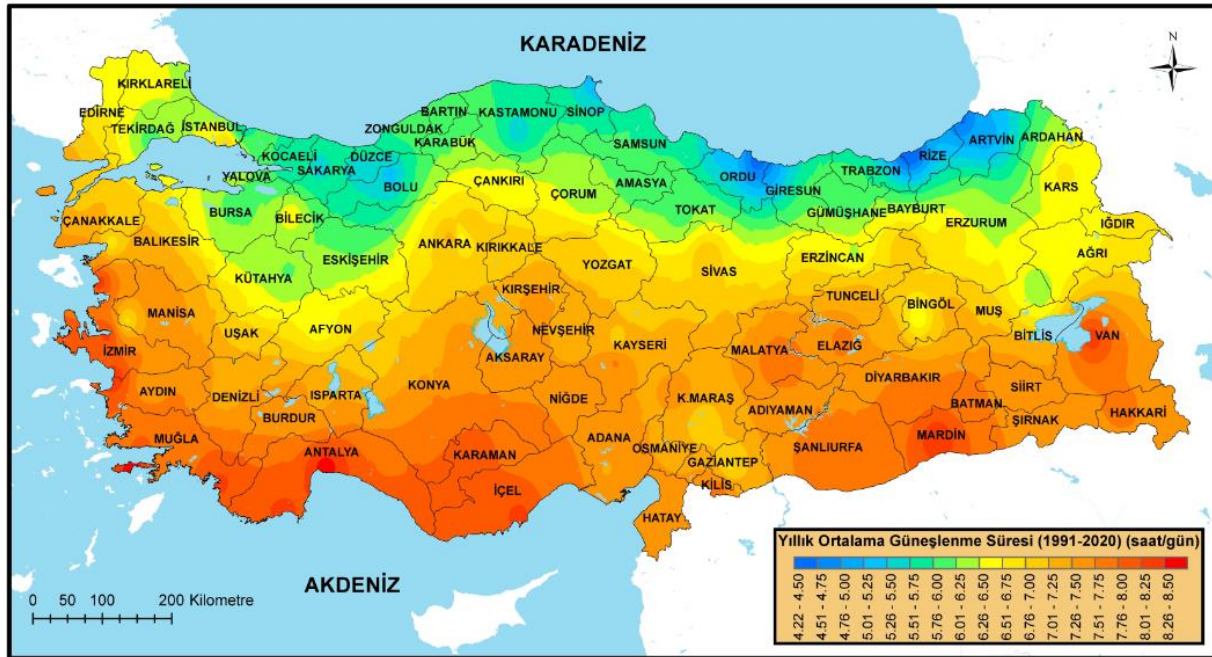 KARADENİZ
N
KIRKLARELİ
EDİRNE
TEKİRDAĞ
İSTANBUL
KOCAELİ
YALOVA
SAKARYA
DÜZCE
BOLU
ZONGULDAK
BARTIN
KARABÜK
KASTAMONU
SİNOP
SAMSUN
ÇANKIRI
ÇORUM
AMASYA
TOKAT
ORDU
GİRESUN
TRABZON
GÜMÜŞHANE
BAYBURT
RİZE
ARTVİN
ARDAHAN
KARS
IĞDIR
AĞRI
ERZURUM
ERZİNCAN
ÇANAKKALE
BALIKESİR
BURSA
BİLECİK
ESKİŞEHİR
KÜTAHYA
ANKARA
KIRIKKALE
YOZGAT
SİVAS
KIRŞEHİR
NEVŞEHİR
KAYSERİ
TUNCELİ
BİNGÖL
MUŞ
BİTLİS
VAN
MANİSA
UŞAK
AFYON
İZMİR
AYDIN
DENİZLİ
ISPARTA
BURDUR
KONYA
AKSARAY
NİĞDE
MALATYA
ELAZIĞ
DİYARBAKIR
K.MARAŞ
ADIYAMAN
BATMAN
SİİRT
ŞIRNAK
HAKKARİ
MUĞLA
ANTALYA
KARAMAN
İÇEL
ADANA
OSMANİYE
GAZİANTEP
KİLİS
ŞANLIURFA
MARDİN
HATAY
AKDENİZ
0 50 100 200 Kilometre
Yıllık Ortalama Güneşlenme Süresi (1991-2020) (saat/gün)
4.22 - 4.50
4.51 - 4.75
4.76 - 5.00
5.01 - 5.25
5.26 - 5.50
5.51 - 5.75
5.76 - 6.00
6.01 - 6.25
6.26 - 6.50
6.51 - 6.75
6.76 - 7.00
7.01 - 7.25
7.26 - 7.50
7.51 - 7.75
7.76 - 8.00
8.01 - 8.25
8.26 - 8.50